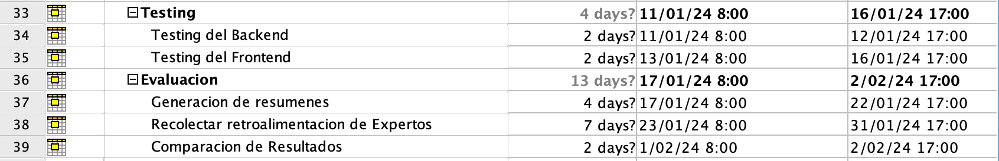 33 Testing 4 days? 11/01/24 8:00 16/01/24 17:00
34 Testing del Backend 2 days? 11/01/24 8:00 12/01/24 17:00
35 Testing del Frontend 2 days? 13/01/24 8:00 16/01/24 17:00
36 Evaluacion 13 days? 17/01/24 8:00 2/02/24 17:00
37 Generacion de resumenes 4 days? 17/01/24 8:00 22/01/24 17:00
38 Recolectar retroalimentacion de Expertos 7 days? 23/01/24 8:00 31/01/24 17:00
39 Comparacion de Resultados 2 days? 1/02/24 8:00 2/02/24 17:00